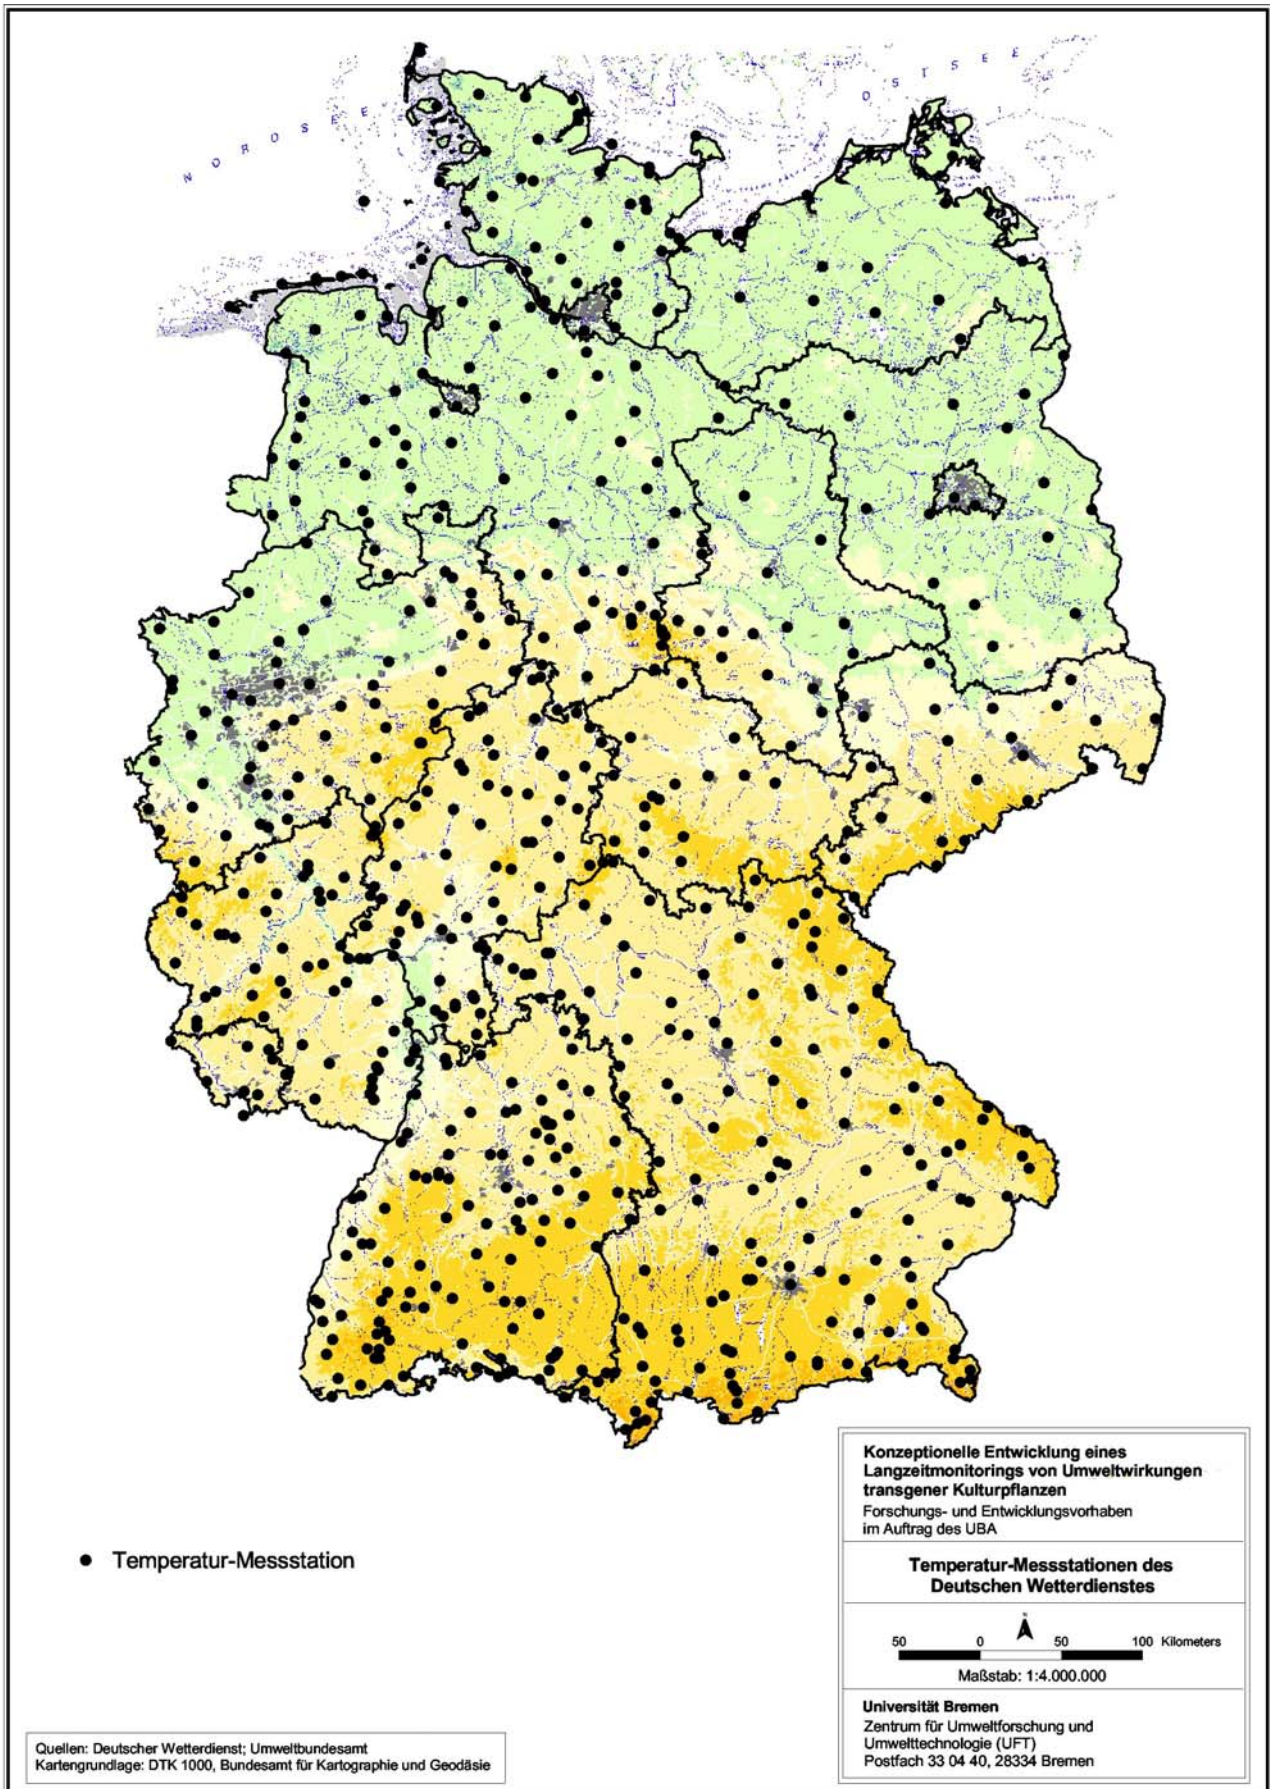 NORDSEE
OSTSEE
Temperatur-Messstation
Konzeptionelle Entwicklung eines
Langzeitmonitorings von Umweltwirkungen
transgener Kulturpflanzen
Forschungs- und Entwicklungsvorhaben
im Auftrag des UBA
Temperatur-Messstationen des
Deutschen Wetterdienstes
N
50 0 50 100 Kilometers
Maßstab: 1:4.000.000
Universität Bremen
Zentrum für Umweltforschung und
Umwelttechnologie (UFT)
Postfach 33 04 40, 28334 Bremen
Quellen: Deutscher Wetterdienst; Umweltbundesamt
Kartengrundlage: DTK 1000, Bundesamt für Kartographie und Geodäsie